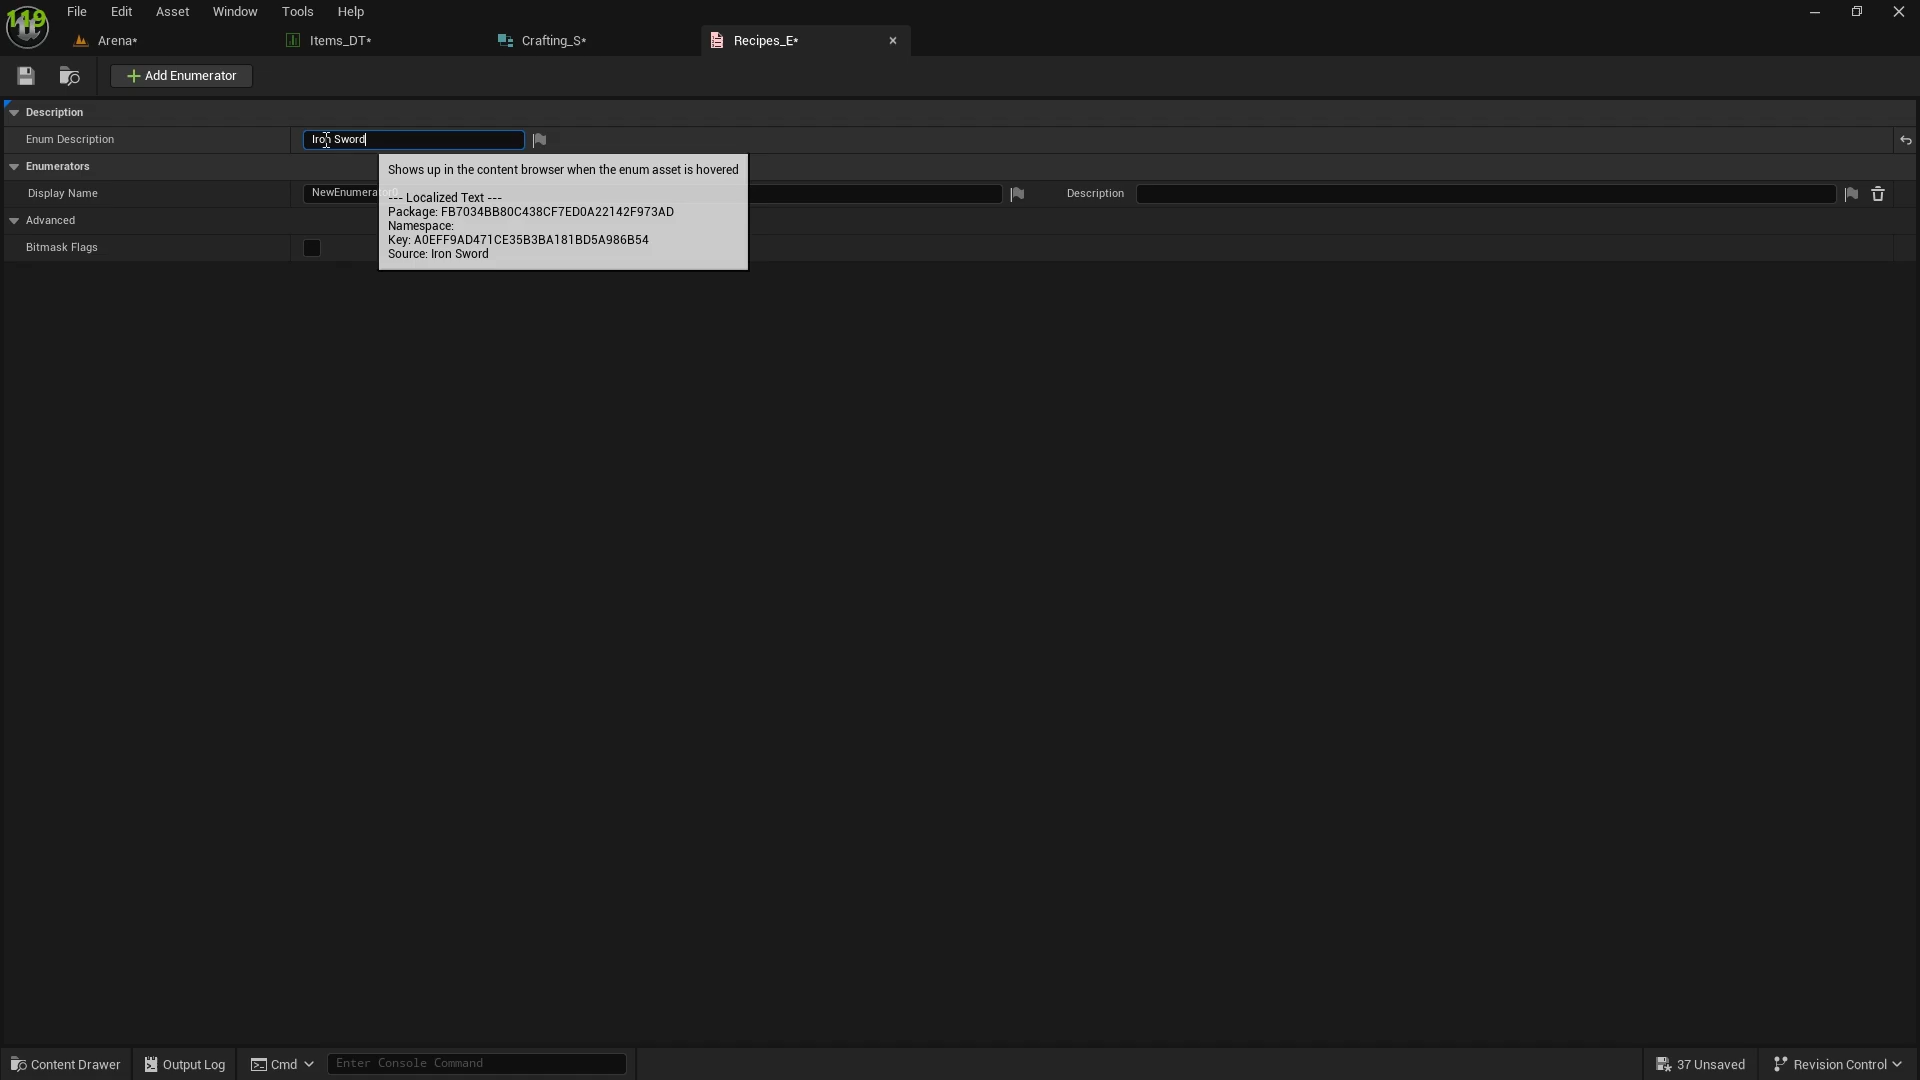 119
File Edit Asset Window Tools Help
Arena* Items_DT* Crafting_S* Recipes_E*
Add Enumerator
Description
Enum Description Iron Sword
Shows up in the content browser when the enum asset is hovered
Enumerators
Display Name NewEnumerator0 Description
--- Localized Text ---
Package: FB7034BB80C438CF7ED0A22142F973AD
Advanced
Namespace:
Key: A0EFF9AD471CE35B3BA181BD5A986B54
Bitmask Flags
Source: Iron Sword
Content Drawer Output Log Cmd Enter Console Command 37 Unsaved Revision Control